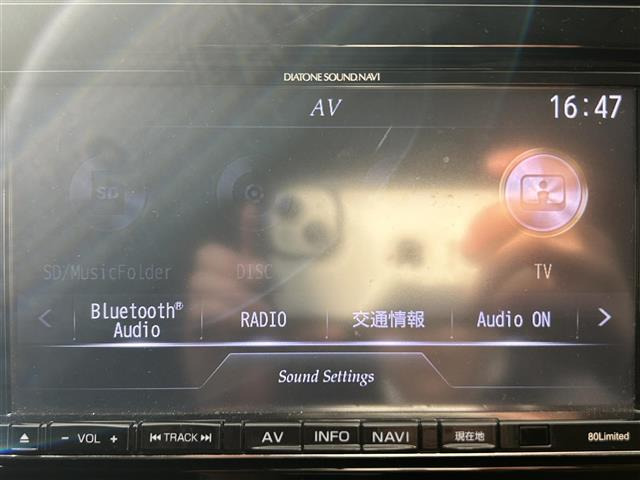 DIATONE SOUND.NAVI
AV
16:47
SD
SD/MusicFolder
DISC
TV
Bluetooth®
Audio
RADIO
交通情報
Audio ON
Sound Settings
− VOL +
TRACK
AV
INFO
NAVI
現在地
80Limited